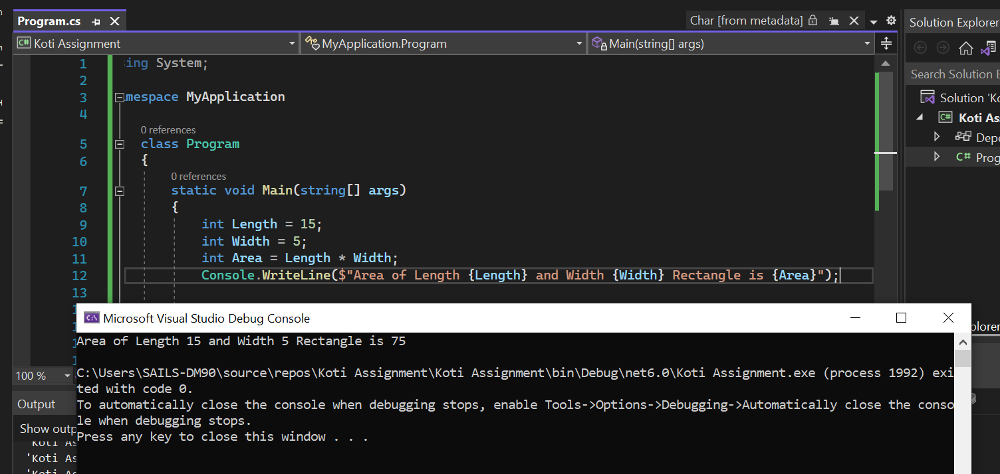 Program.cs
Char [from metadata]
Solution Explorer
C# Koti Assignment
MyApplication.Program
Main(string[] args)
Search Solution E
Solution 'Ko
C# Koti As
Depe
C# Prog
1 ing System;
2
3 mespace MyApplication
4
0 references
5 class Program
6 {
0 references
7 static void Main(string[] args)
8 {
9 int Length = 15;
10 int Width = 5;
11 int Area = Length * Width;
12 Console.WriteLine($"Area of Length {Length} and Width {Width} Rectangle is {Area}");
13
C:\ Microsoft Visual Studio Debug Console
plorer
Area of Length 15 and Width 5 Rectangle is 75
C:\Users\SAILS-DM90\source\repos\Koti Assignment\Koti Assignment\bin\Debug\net6.0\Koti Assignment.exe (process 1992) exi
ted with code 0.
To automatically close the console when debugging stops, enable Tools->Options->Debugging->Automatically close the conso
le when debugging stops.
Press any key to close this window . . .
100 %
Output
Show outp
'Koti As
'Koti As
'Koti As